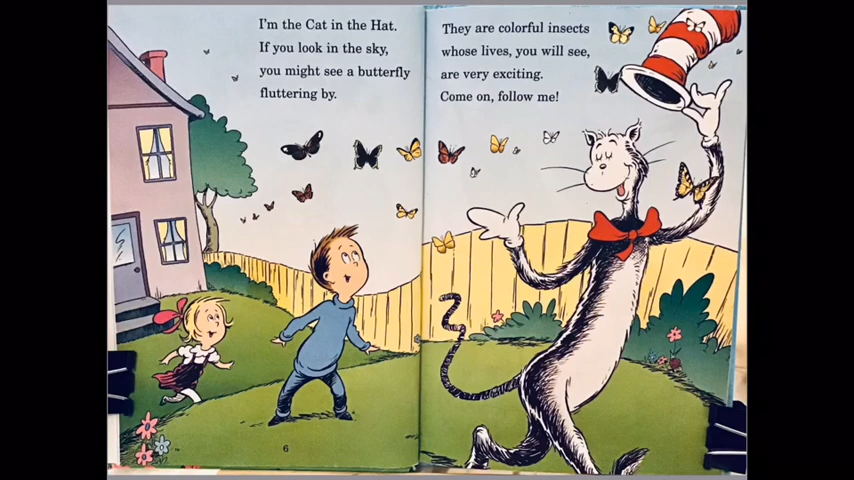 I'm the Cat in the Hat.
If you look in the sky,
you might see a butterfly
fluttering by.
6
They are colorful insects
whose lives, you will see,
are very exciting.
Come on, follow me!